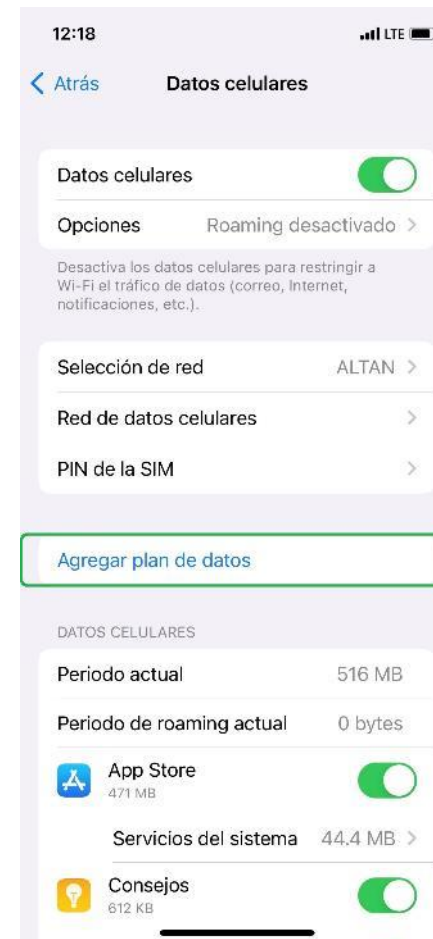 12:18 LTE
Atrás Datos celulares
Datos celulares
Opciones Roaming desactivado
Desactiva los datos celulares para restringir a
Wi-Fi el tráfico de datos (correo, Internet,
notificaciones, etc.).
Selección de red ALTAN
Red de datos celulares
PIN de la SIM
Agregar plan de datos
DATOS CELULARES
Periodo actual 516 MB
Periodo de roaming actual 0 bytes
App Store
471 MB
Servicios del sistema 44.4 MB
Consejos
612 KB